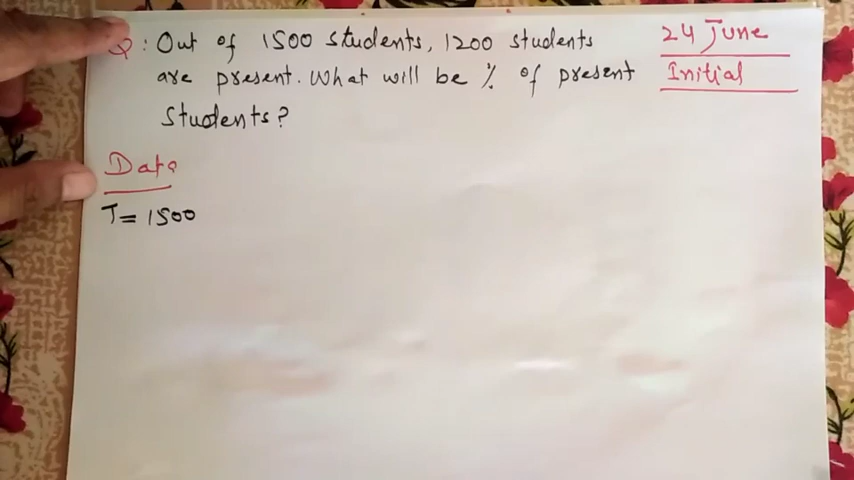 Q: Out of 1500 students, 1200 students
are present. What will be % of present
students?
24 June
Initial
Data
T= 1500